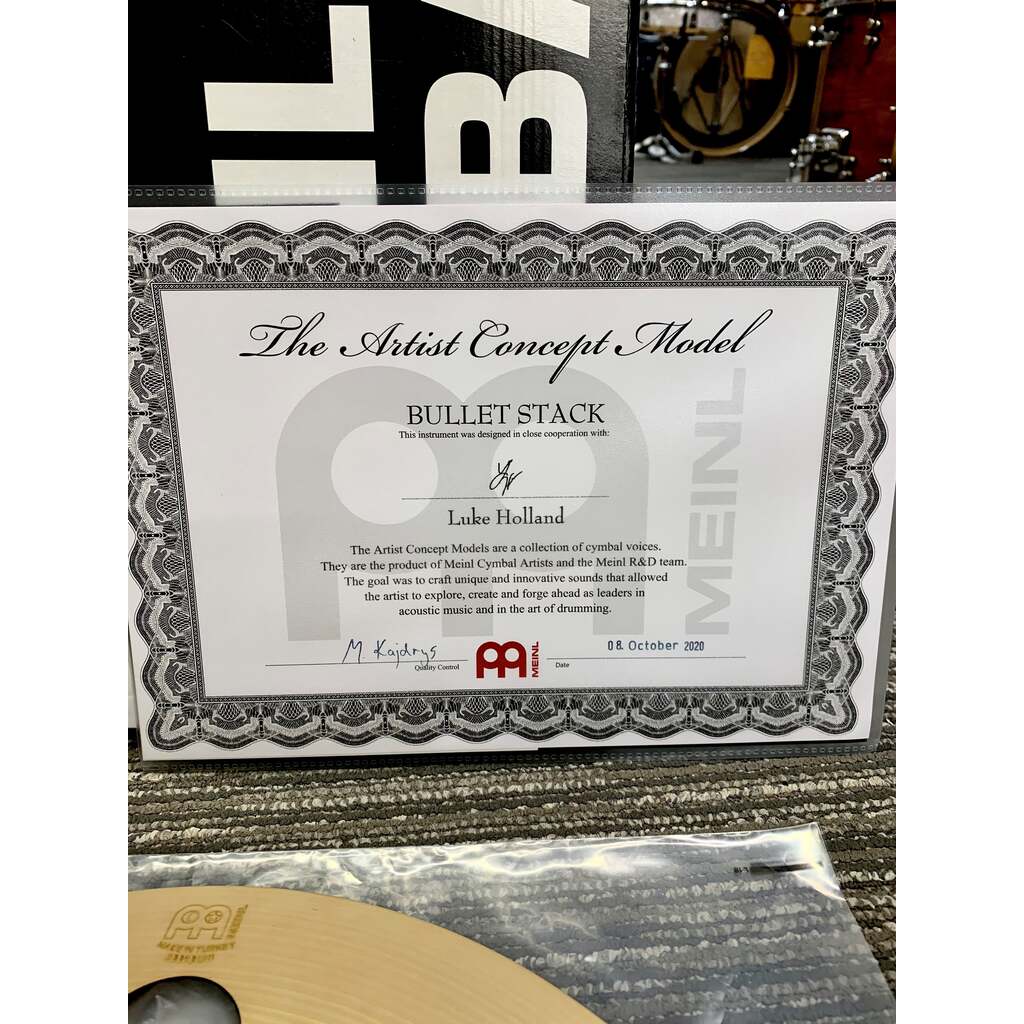 The Artist Concept Model
BULLET STACK
This instrument was designed in close cooperation with:
Luke Holland
The Artist Concept Models are a collection of cymbal voices.
They are the product of Meinl Cymbal Artists and the Meinl R&D team.
The goal was to craft unique and innovative sounds that allowed
the artist to explore, create and forge ahead as leaders in
acoustic music and in the art of drumming.
MEINL
M. Kajdrys
Quality Control
MEINL
Date
08. October 2020
MEINL
MADE IN TURKEY